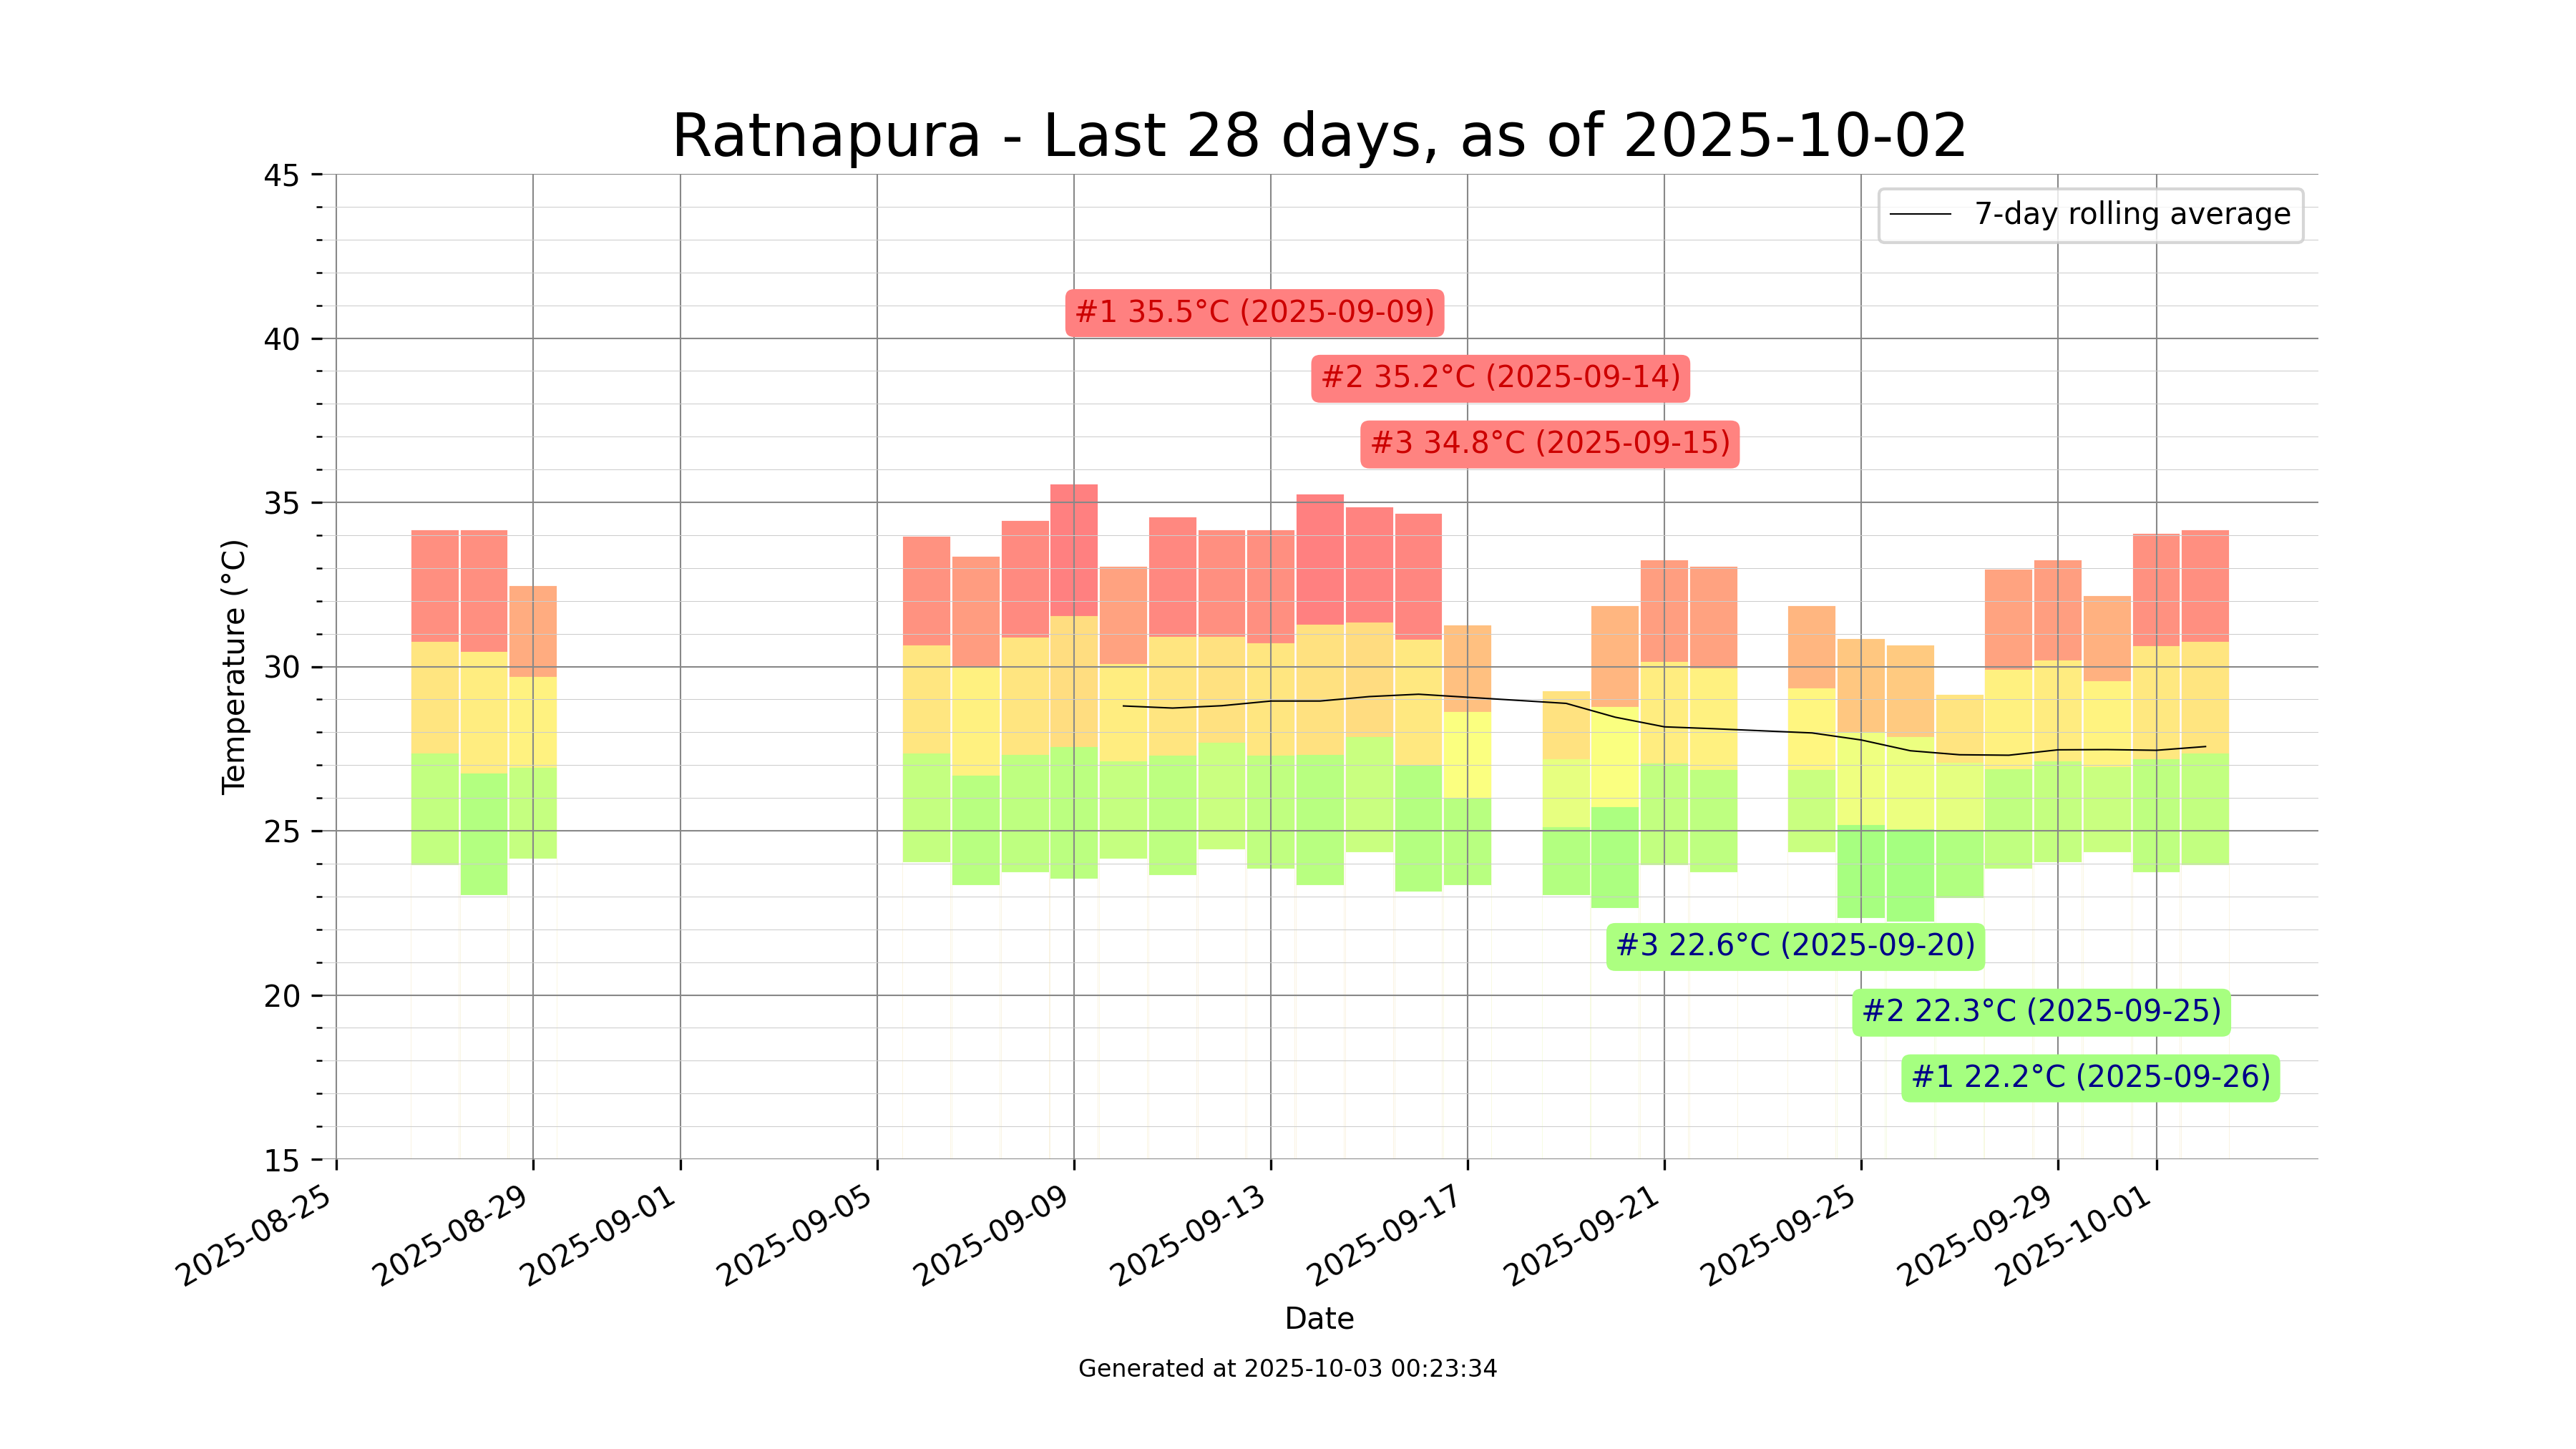 Ratnapura - Last 28 days, as of 2025-10-02
7-day rolling average
#1 35.5°C (2025-09-09)
#2 35.2°C (2025-09-14)
#3 34.8°C (2025-09-15)
#3 22.6°C (2025-09-20)
#2 22.3°C (2025-09-25)
#1 22.2°C (2025-09-26)
Temperature (°C)
45
40
35
30
25
20
15
2025-08-25
2025-08-29
2025-09-01
2025-09-05
2025-09-09
2025-09-13
2025-09-17
2025-09-21
2025-09-25
2025-09-29
2025-10-01
Date
Generated at 2025-10-03 00:23:34